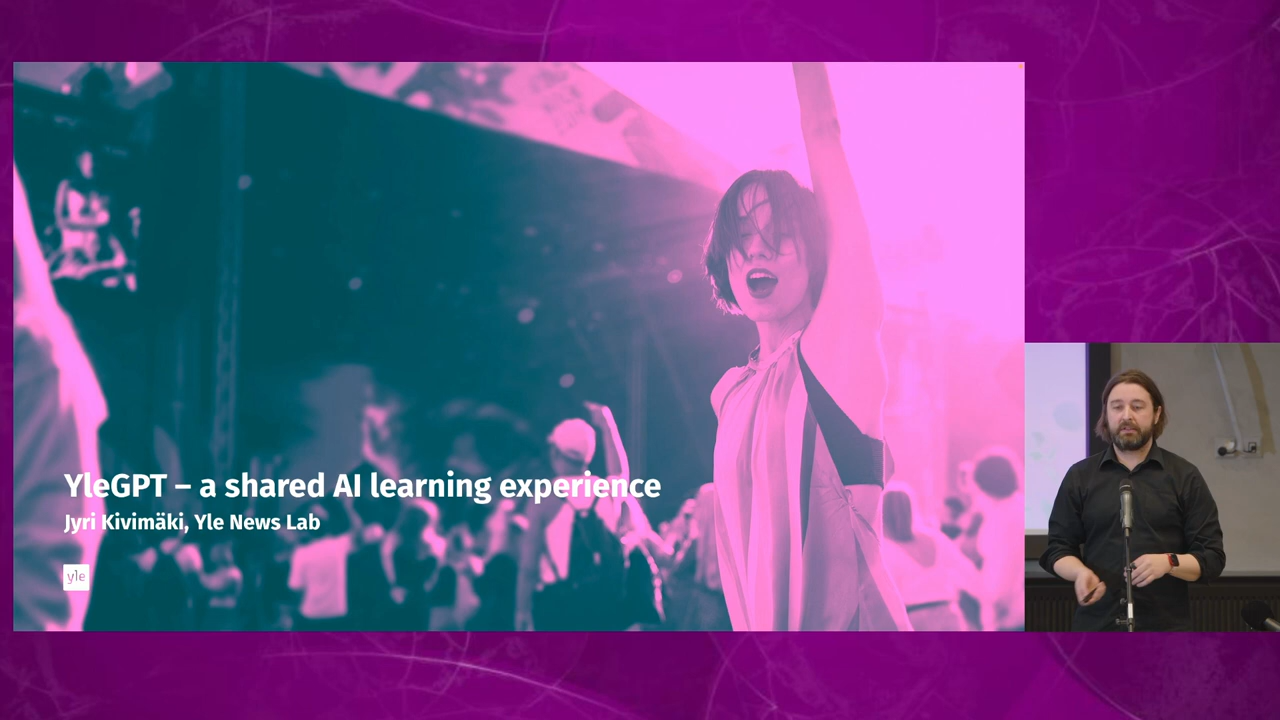 YleGPT – a shared AI learning experience
Jyri Kivimäki, Yle News Lab
yle